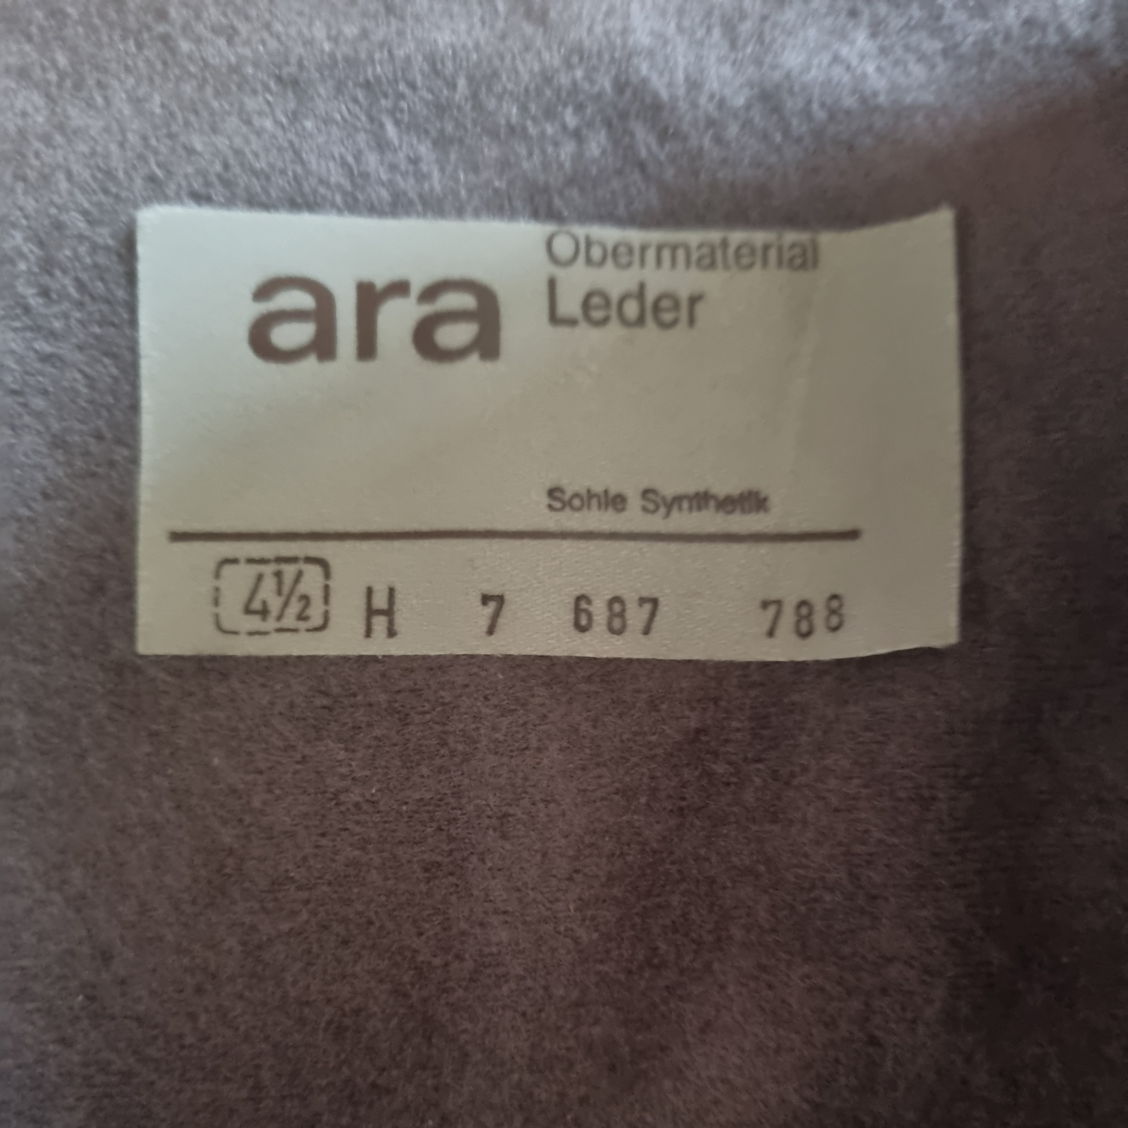 ara
Obermaterial
Leder
Sohle Synthetik
4½ H 7 687 788